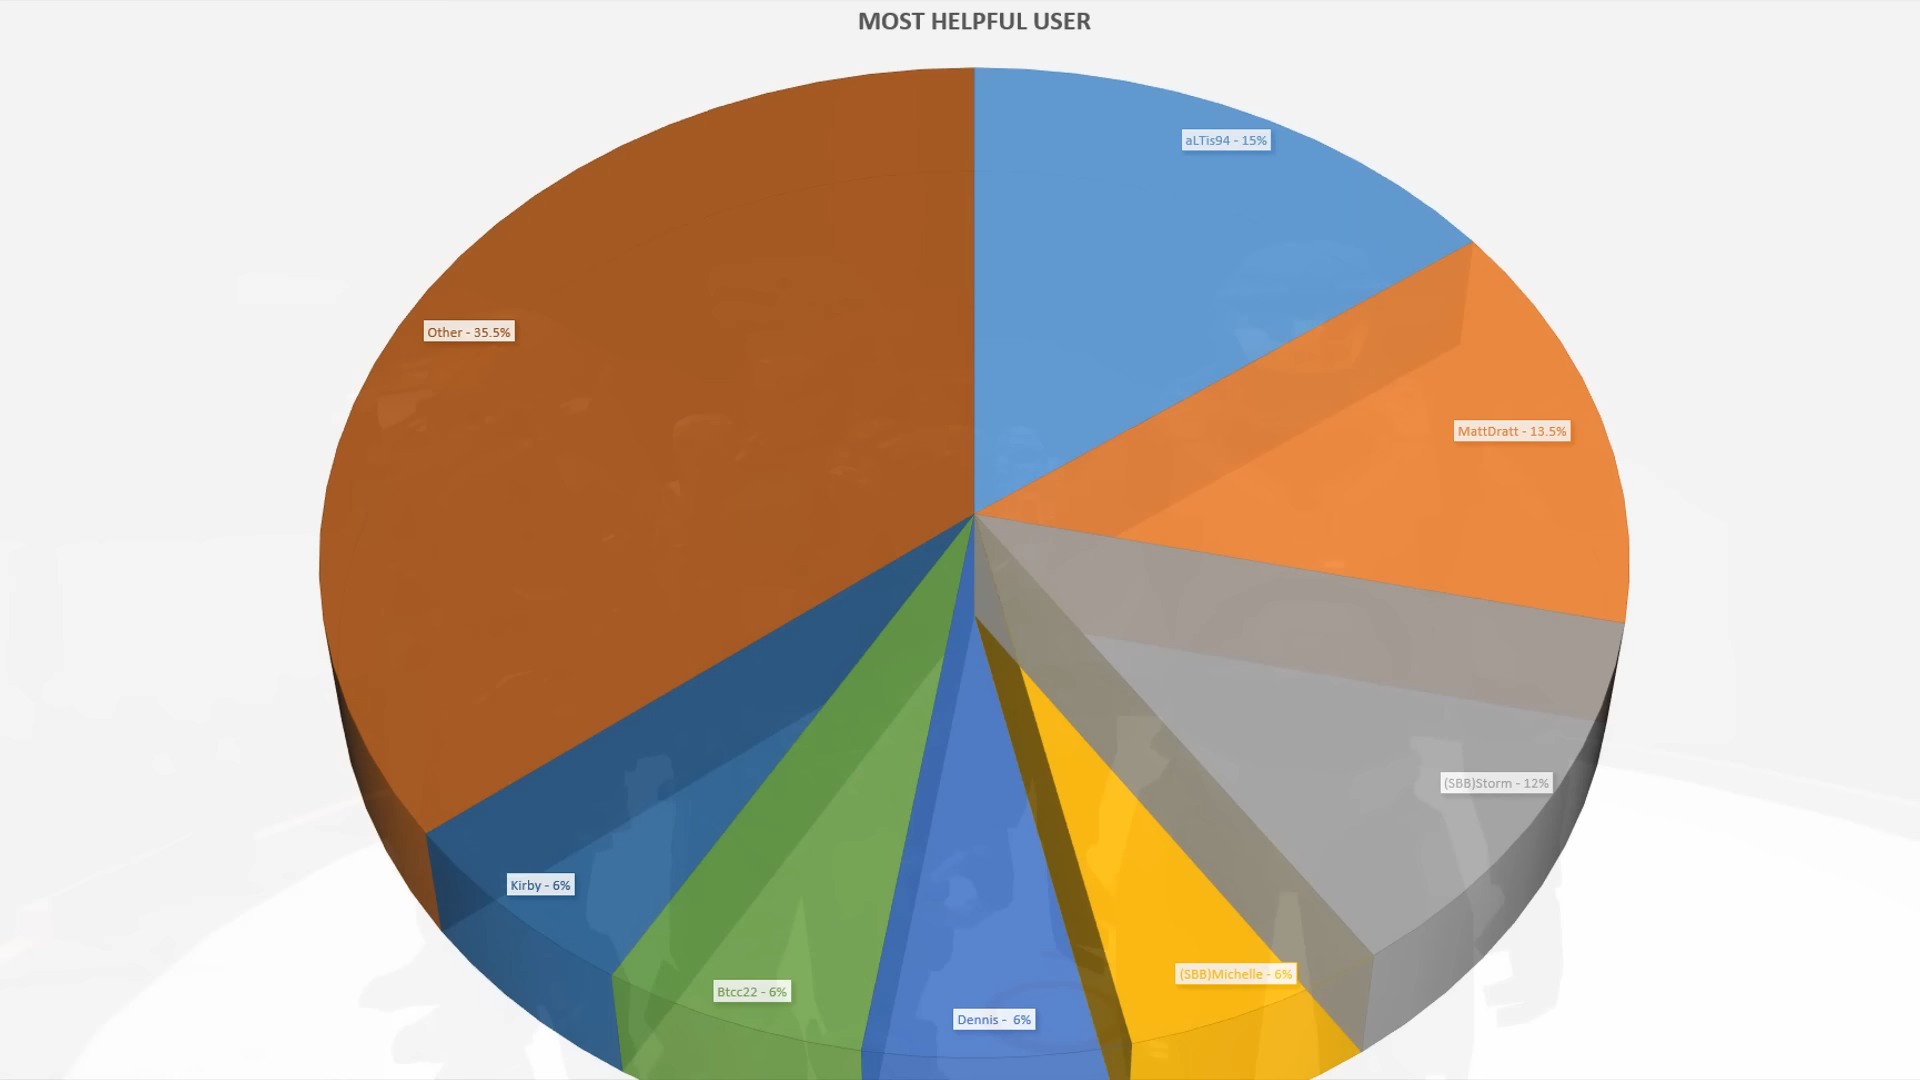 MOST HELPFUL USER
aLTis94 - 15%
Other - 35.5%
MattDratt - 13.5%
(SBB)Storm - 12%
Kirby - 6%
(SBB)Michelle - 6%
Btcc22 - 6%
Dennis -  6%